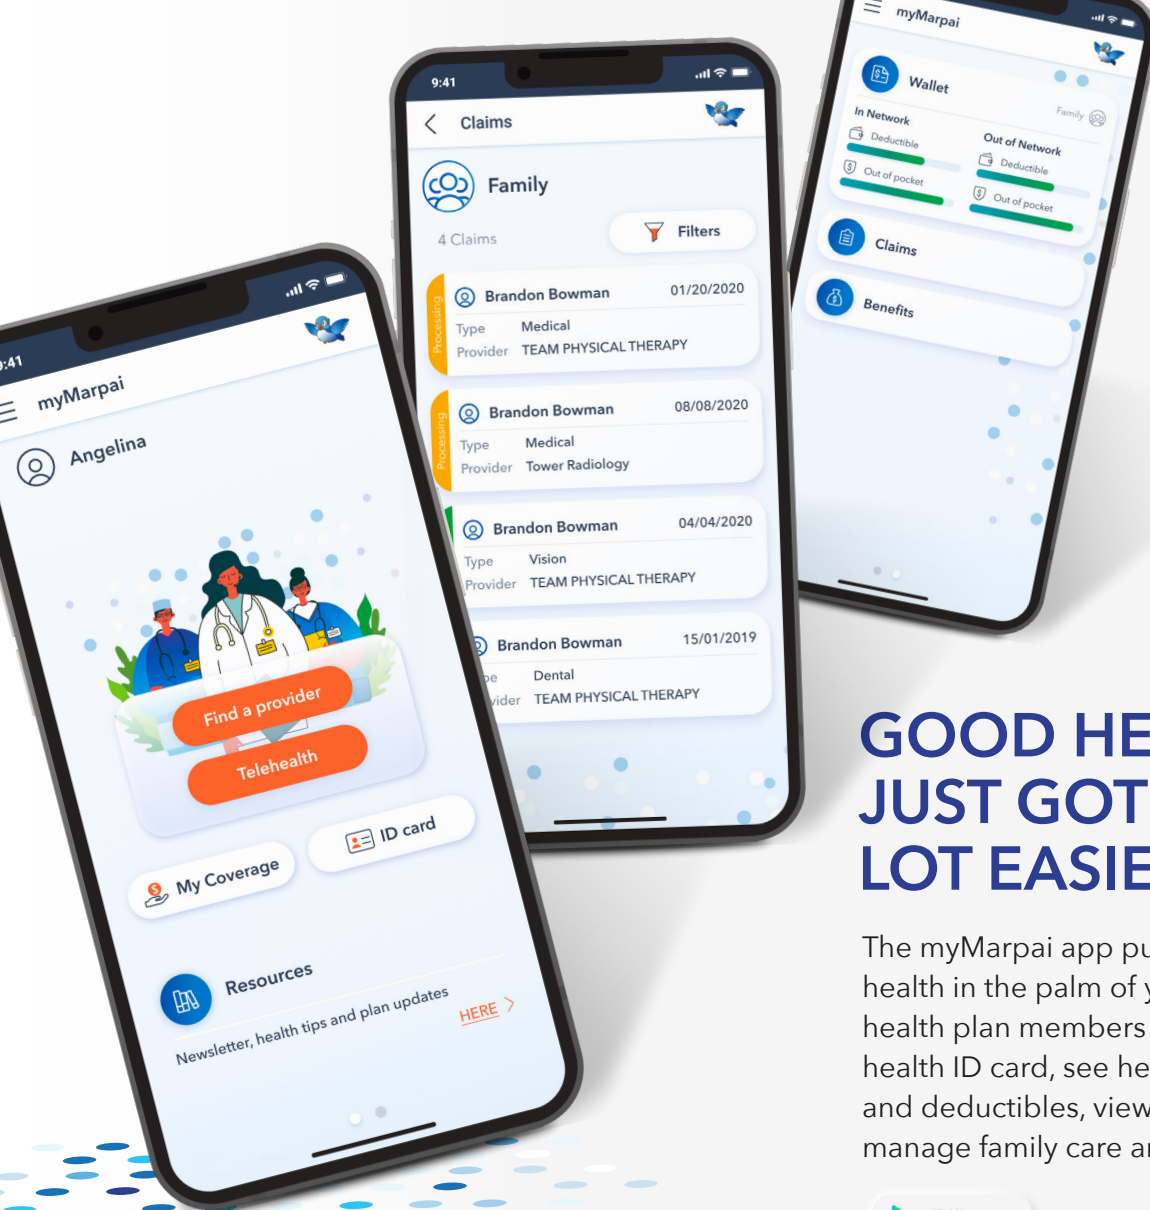 9:41
myMarpai
Angelina
Find a provider
Telehealth
My Coverage
ID card
Resources
Newsletter, health tips and plan updates
HERE
9:41
Claims
Family
4 Claims
Filters
Processing
Brandon Bowman 01/20/2020
Type Medical
Provider TEAM PHYSICAL THERAPY
Processing
Brandon Bowman 08/08/2020
Type Medical
Provider Tower Radiology
Brandon Bowman 04/04/2020
Type Vision
Provider TEAM PHYSICAL THERAPY
Brandon Bowman 15/01/2019
pe Dental
vider TEAM PHYSICAL THERAPY
myMarpai
Wallet
Family
In Network
Deductible
Out of pocket
Out of Network
Deductible
Out of pocket
Claims
Benefits
GOOD HE
JUST GOT
LOT EASIE
The myMarpai app pu
health in the palm of y
health plan members
health ID card, see he
and deductibles, view
manage family care a